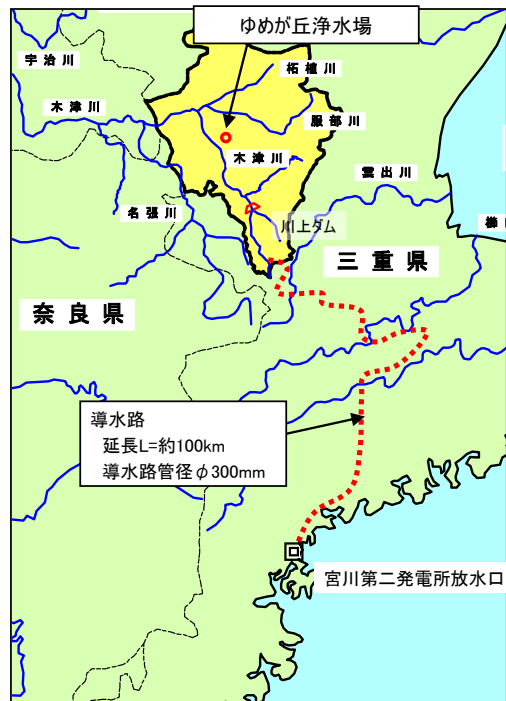 ゆめが丘浄水場
宇治川
柘植川
木津川
服部川
木津川
雲出川
名張川
川上ダム
櫛
三重県
奈良県
導水路
延長L=約100km
導水路管径φ300mm
宮川第二発電所放水口